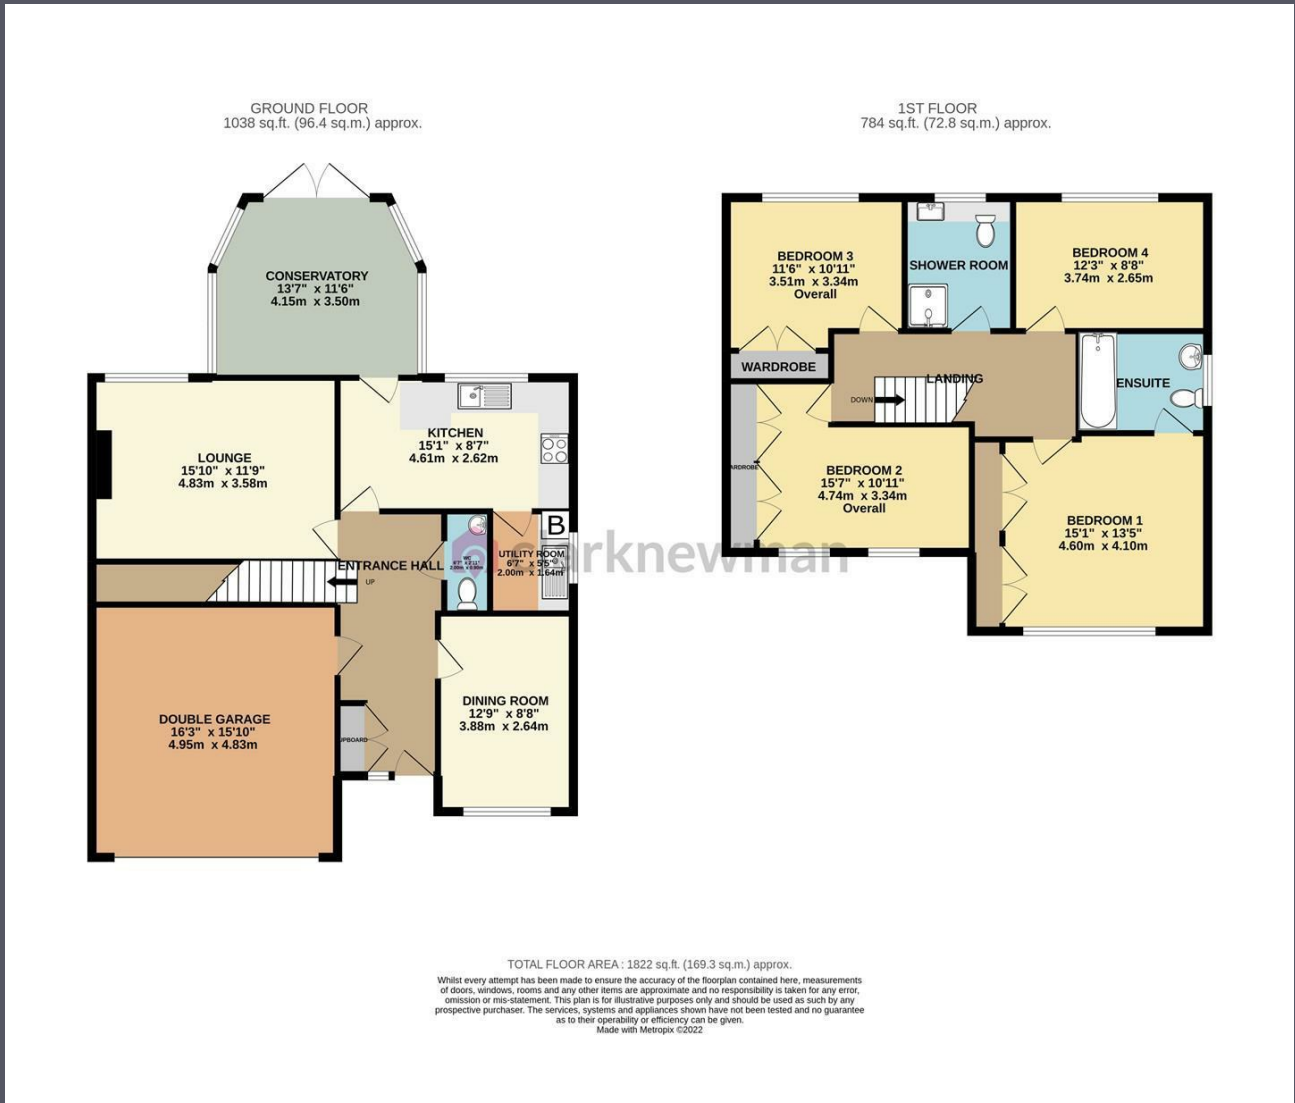 GROUND FLOOR
1038 sq.ft. (96.4 sq.m.) approx.
CONSERVATORY
13'7" x 11'6"
4.15m x 3.50m
LOUNGE
15'10" x 11'9"
4.83m x 3.58m
KITCHEN
15'1" x 8'7"
4.61m x 2.62m
ENTRANCE HALL
UP
WC
B
UTILITY ROOM
6'7" x 5'5"
2.00m x 1.64m
DOUBLE GARAGE
16'3" x 15'10"
4.95m x 4.83m
UPBOARD
DINING ROOM
12'9" x 8'8"
3.88m x 2.64m
1ST FLOOR
784 sq.ft. (72.8 sq.m.) approx.
BEDROOM 3
11'6" x 10'11"
3.51m x 3.34m
Overall
SHOWER ROOM
BEDROOM 4
12'3" x 8'8"
3.74m x 2.65m
WARDROBE
LANDING
DOWN
ENSUITE
ARDROBE
BEDROOM 2
15'7" x 10'11"
4.74m x 3.34m
Overall
BEDROOM 1
15'1" x 13'5"
4.60m x 4.10m
clarknewman
TOTAL FLOOR AREA : 1822 sq.ft. (169.3 sq.m.) approx.
Whilst every attempt has been made to ensure the accuracy of the floorplan contained here, measurements
of doors, windows, rooms and any other items are approximate and no responsibility is taken for any error,
omission or mis-statement. This plan is for illustrative purposes only and should be used as such by any
prospective purchaser. The services, systems and appliances shown have not been tested and no guarantee
as to their operability or efficiency can be given.
Made with Metropix ©2022